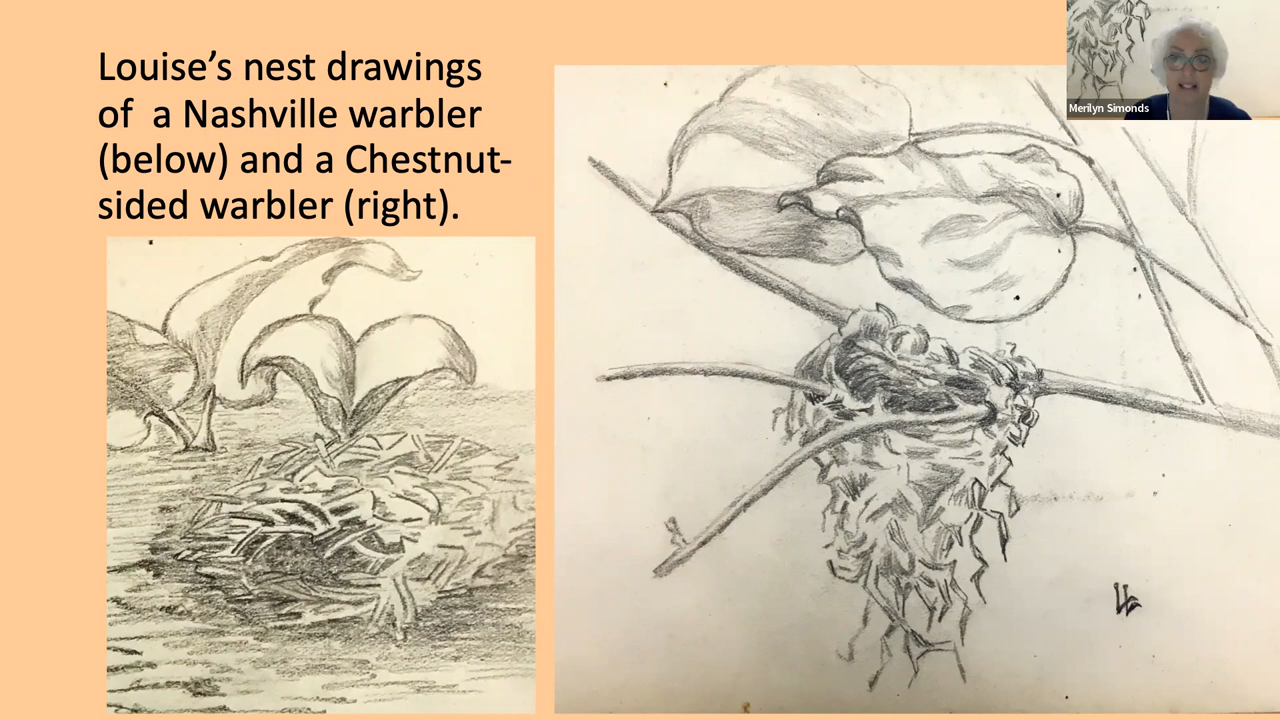 Louise’s nest drawings
of  a Nashville warbler
(below) and a Chestnut-
sided warbler (right).
Merilyn Simonds